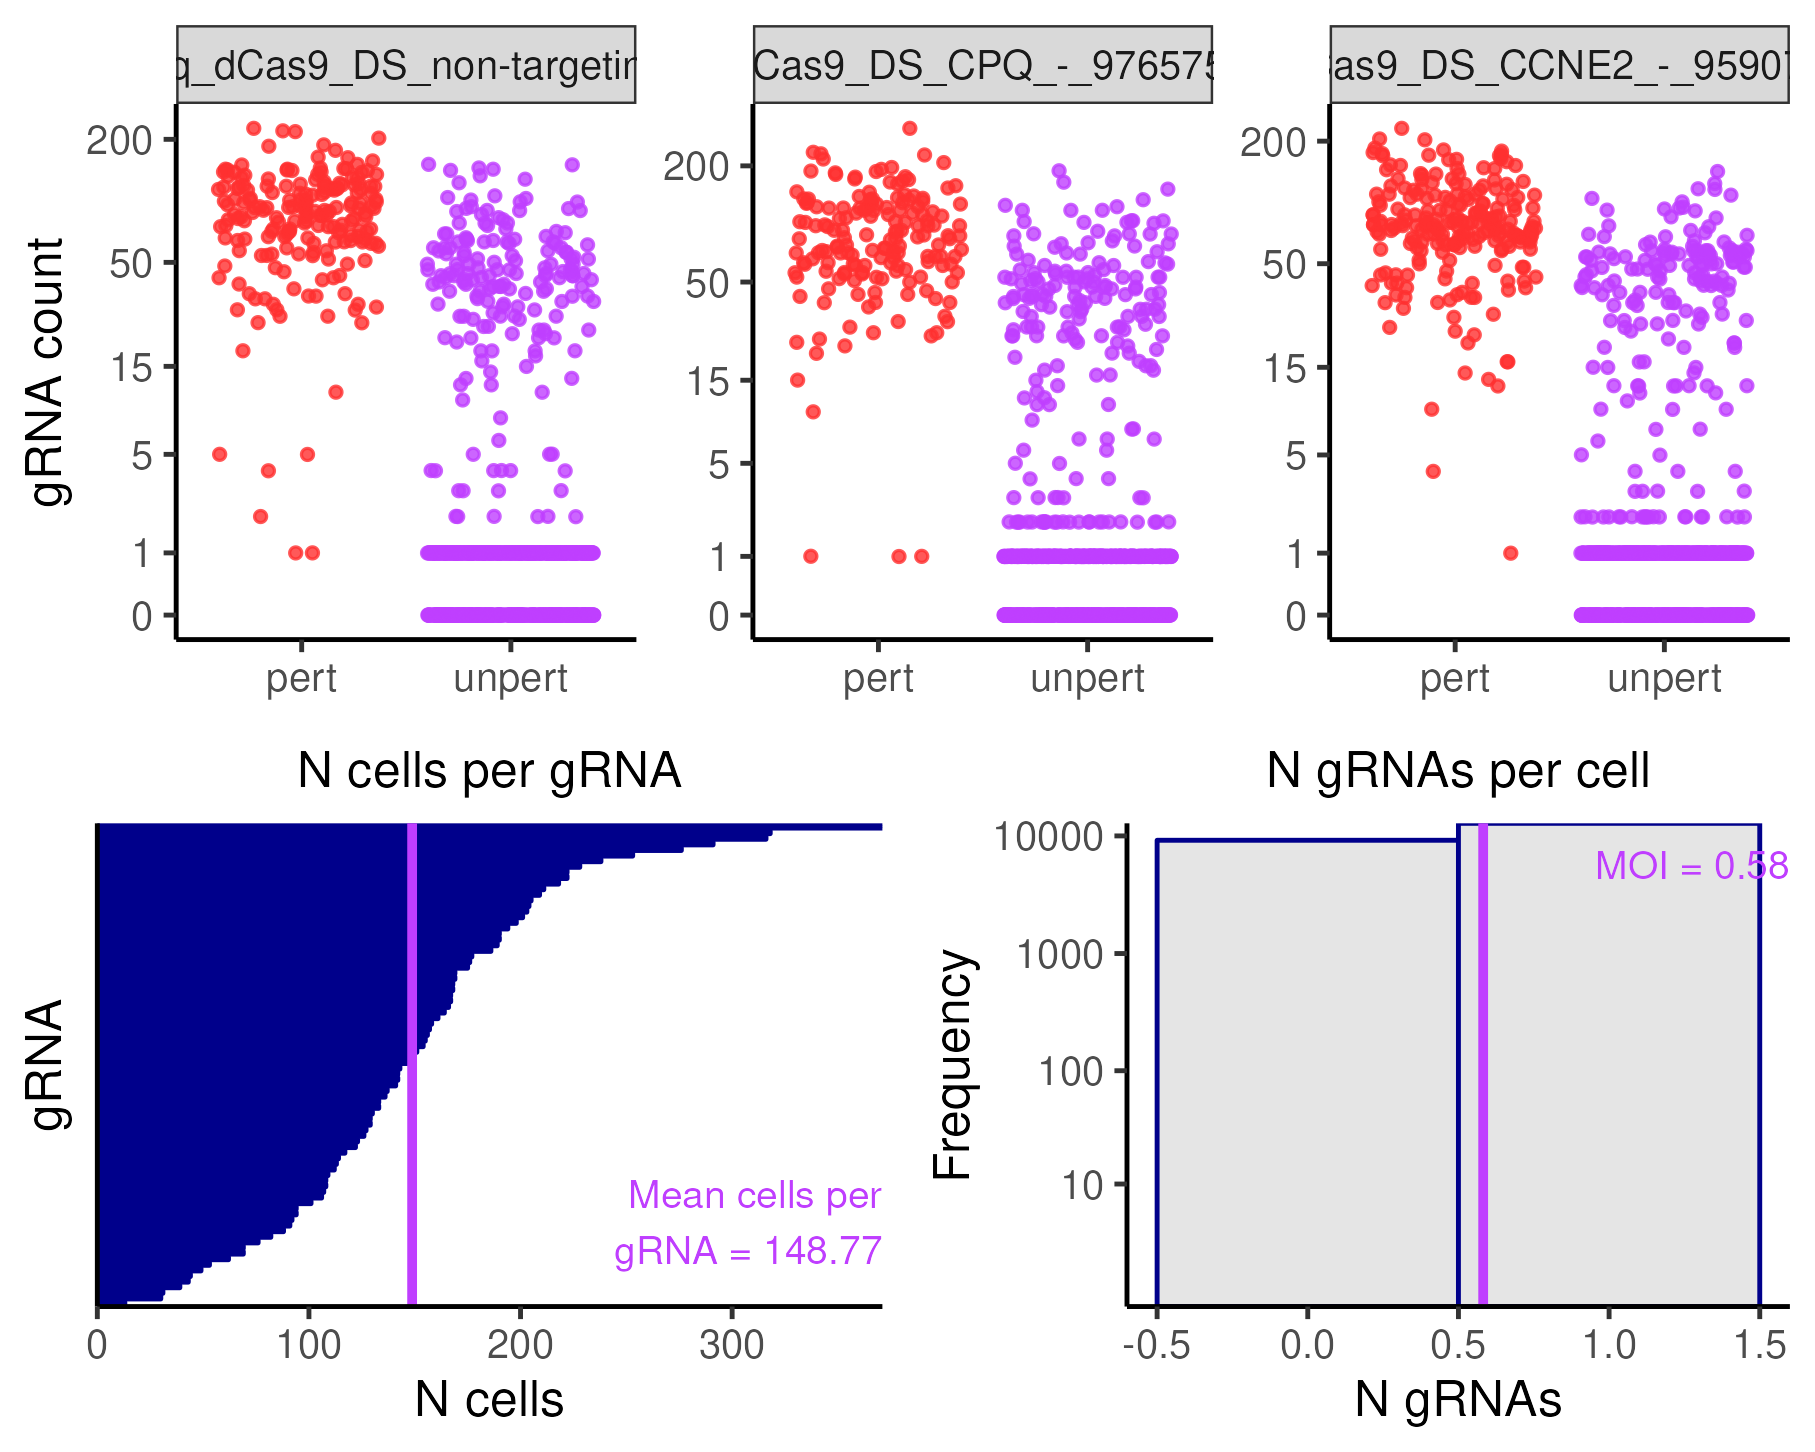 q_dCas9_DS_non-targetin
Cas9_DS_CPQ_-_976575
as9_DS_CCNE2_-_95907
gRNA count
200
50
15
5
1
0
200
50
15
5
1
0
200
50
15
5
1
0
pert
unpert
pert
unpert
pert
unpert
N cells per gRNA
gRNA
Mean cells per
gRNA = 148.77
0
100
200
300
N cells
N gRNAs per cell
Frequency
10000
1000
100
10
MOI = 0.58
-0.5
0.0
0.5
1.0
1.5
N gRNAs